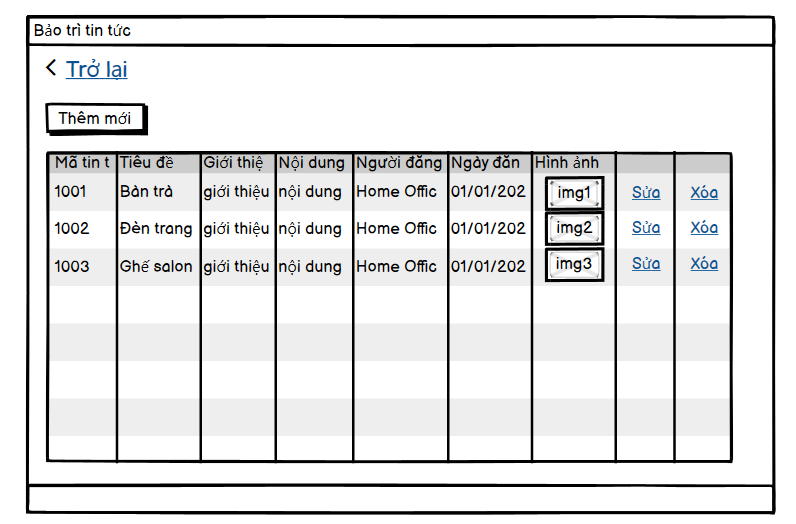 Bảo trì tin tức
< Trở lại
Thêm mới
Mã tin t Tiêu đề Giới thiệ Nội dung Người đăng Ngày đăn Hình ảnh
1001 Bàn trà giới thiệu nội dung Home Offic 01/01/202 img1 Sửa Xóa
1002 Đèn trang giới thiệu nội dung Home Offic 01/01/202 img2 Sửa Xóa
1003 Ghế salon giới thiệu nội dung Home Offic 01/01/202 img3 Sửa Xóa